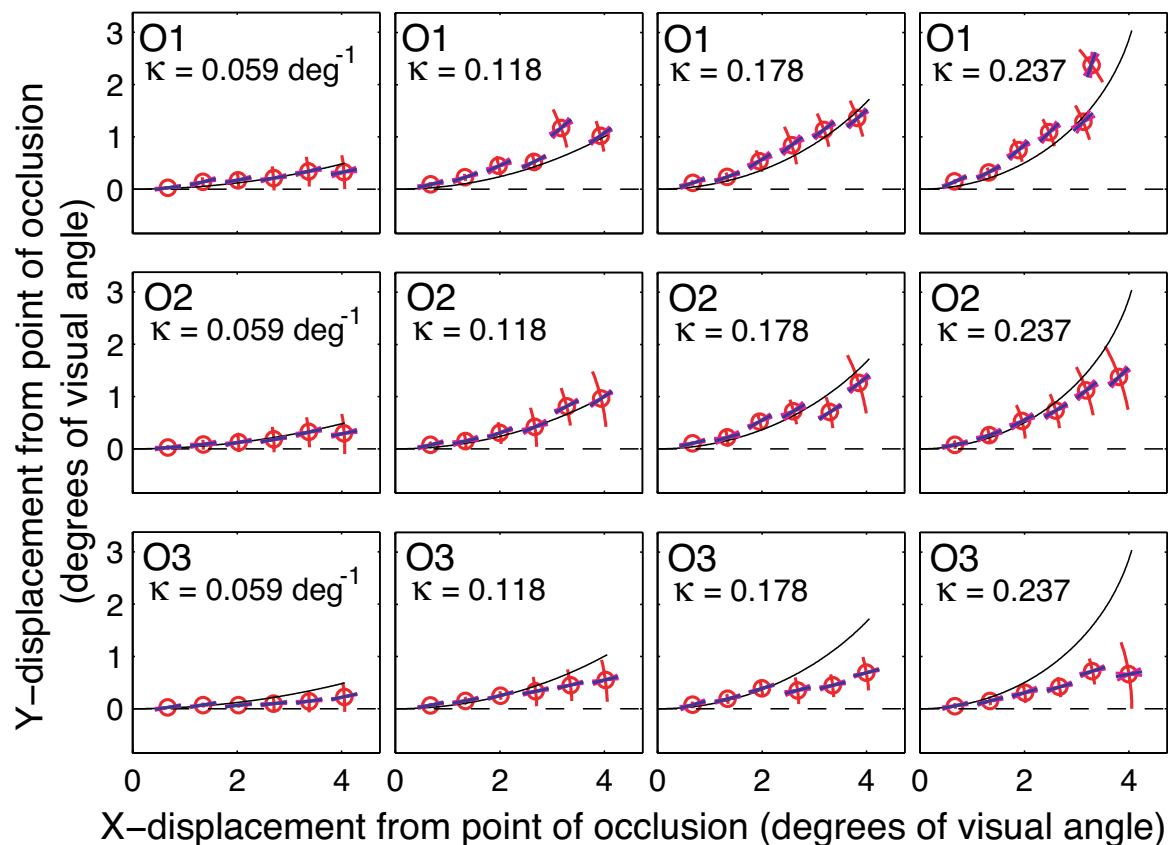 Y−displacement from point of occlusion
(degrees of visual angle)
3
2
1
0
O1
κ = 0.059 deg⁻¹
O1
κ = 0.118
O1
κ = 0.178
O1
κ = 0.237
3
2
1
0
O2
κ = 0.059 deg⁻¹
O2
κ = 0.118
O2
κ = 0.178
O2
κ = 0.237
3
2
1
0
O3
κ = 0.059 deg⁻¹
O3
κ = 0.118
O3
κ = 0.178
O3
κ = 0.237
0 2 4 0 2 4 0 2 4 0 2 4
X−displacement from point of occlusion (degrees of visual angle)